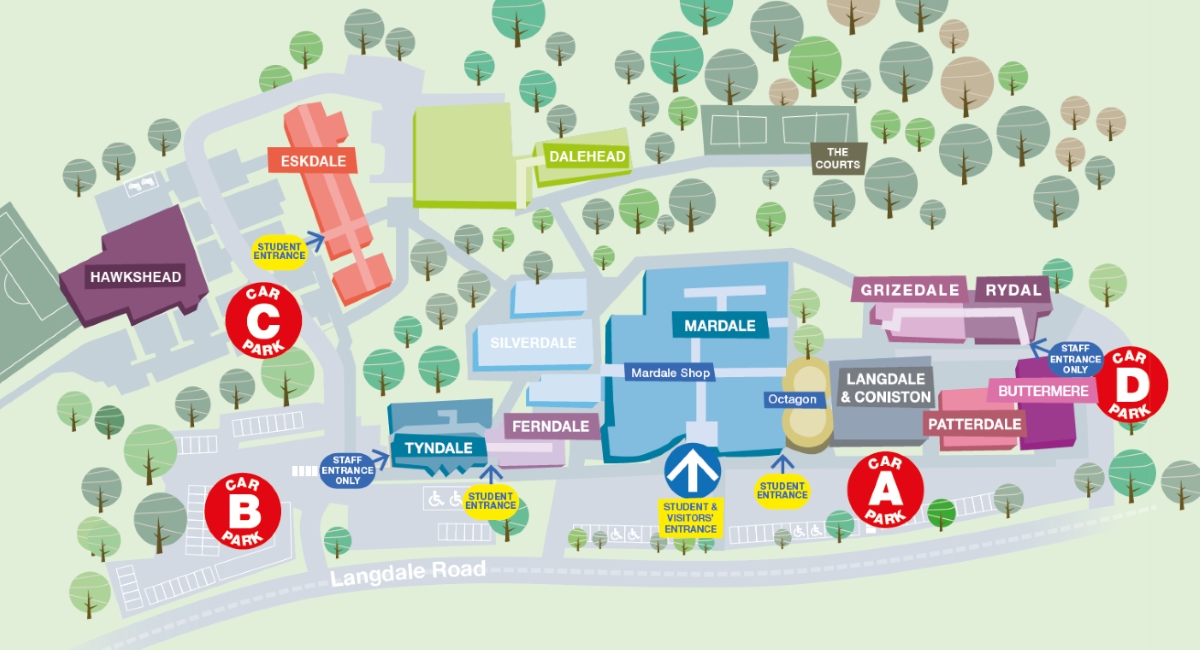 ESKDALE
DALEHEAD
THE
COURTS
STUDENT
ENTRANCE
HAWKSHEAD
CAR
C
PARK
GRIZEDALE
RYDAL
MARDALE
SILVERDALE
Mardale Shop
STAFF
ENTRANCE
ONLY
CAR
D
PARK
LANGDALE
& CONISTON
BUTTERMERE
Octagon
PATTERDALE
FERNDALE
TYNDALE
STAFF
ENTRANCE
ONLY
STUDENT
ENTRANCE
STUDENT &
VISITORS'
ENTRANCE
STUDENT
ENTRANCE
CAR
A
PARK
CAR
B
PARK
Langdale Road